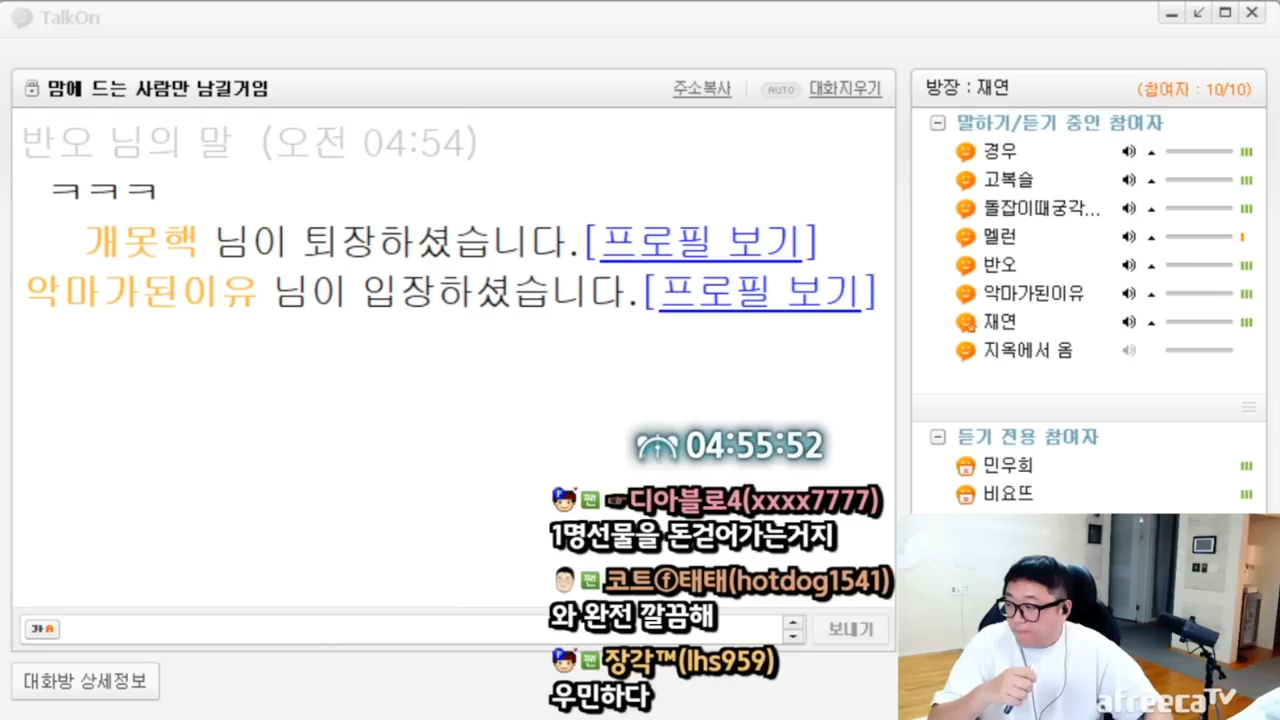 TalkOn
맘에 드는 사람만 남길거임
주소복사
AUTO
대화지우기
반오 님의 말 (오전 04:54)
ㅋㅋㅋ
개못핵 님이 퇴장하셨습니다.[프로필 보기]
악마가된이유 님이 입장하셨습니다.[프로필 보기]
04:55:52
팬 ☞디아블로4(xxxx7777)
1명선물을 돈걷어가는거지
팬 코트ⓕ태태(hotdog1541)
와 완전 깔끔해
팬 장각™(lhs959)
우민하다
가
보내기
대화방 상세정보
방장 : 재연
(참여자 : 10/10)
말하기/듣기 중인 참여자
경우
고복슬
돌잡이때궁각...
멜런
반오
악마가된이유
재연
지옥에서 옴
듣기 전용 참여자
민우회
비요뜨
afreecaTV